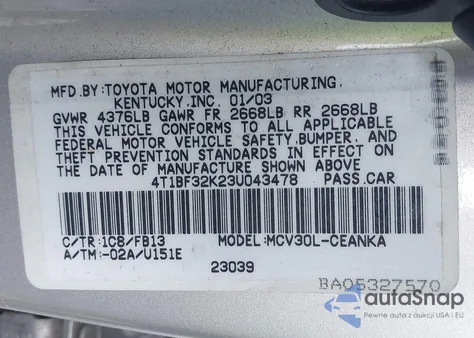 MFD.BY:TOYOTA MOTOR MANUFACTURING,
KENTUCKY,INC. 01/03
GVWR 4376LB GAWR FR 2668LB RR 2668LB
THIS VEHICLE CONFORMS TO ALL APPLICABLE
FEDERAL MOTOR VEHICLE SAFETY,BUMPER, AND
THEFT PREVENTION STANDARDS IN EFFECT ON
THE DATE OF MANUFACTURE SHOWN ABOVE.
4T1BF32K23U043478 PASS.CAR
C/TR:1C8/FB13 MODEL:MCV30L-CEANKA
A/TM:-02A/U151E
23039
BA05327570
autoSnap
Авто з аукціонів USA і EU